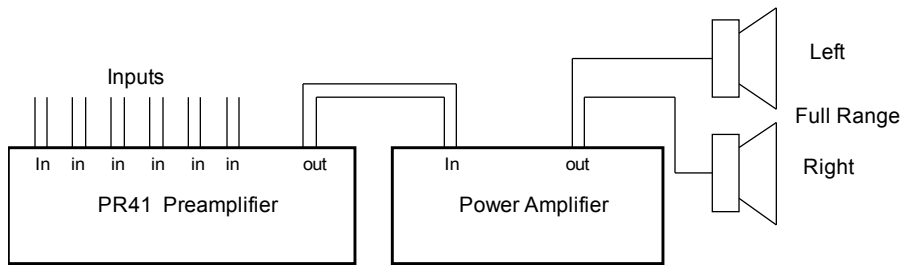 Inputs
In in in in in in out
PR41 Preamplifier
In out
Power Amplifier
Left
Full Range
Right